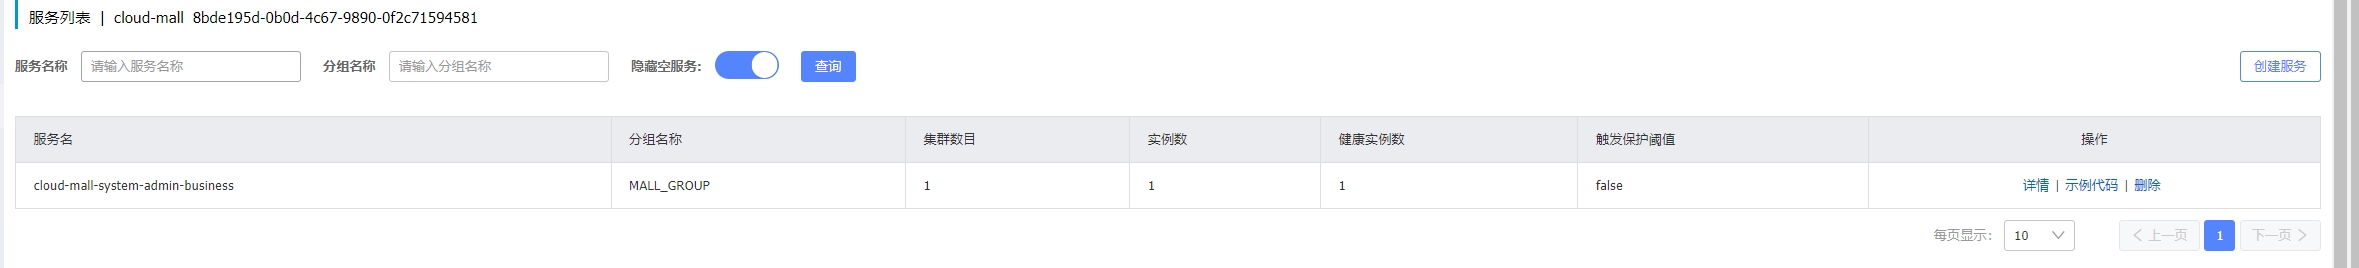 服务列表 | cloud-mall 8bde195d-0b0d-4c67-9890-0f2c71594581
服务名称 请输入服务名称 分组名称 请输入分组名称 隐藏空服务: 查询 创建服务
服务名 分组名称 集群数目 实例数 健康实例数 触发保护阈值 操作
cloud-mall-system-admin-business MALL_GROUP 1 1 1 false 详情 | 示例代码 | 删除
每页显示: 10 上一页 1 下一页